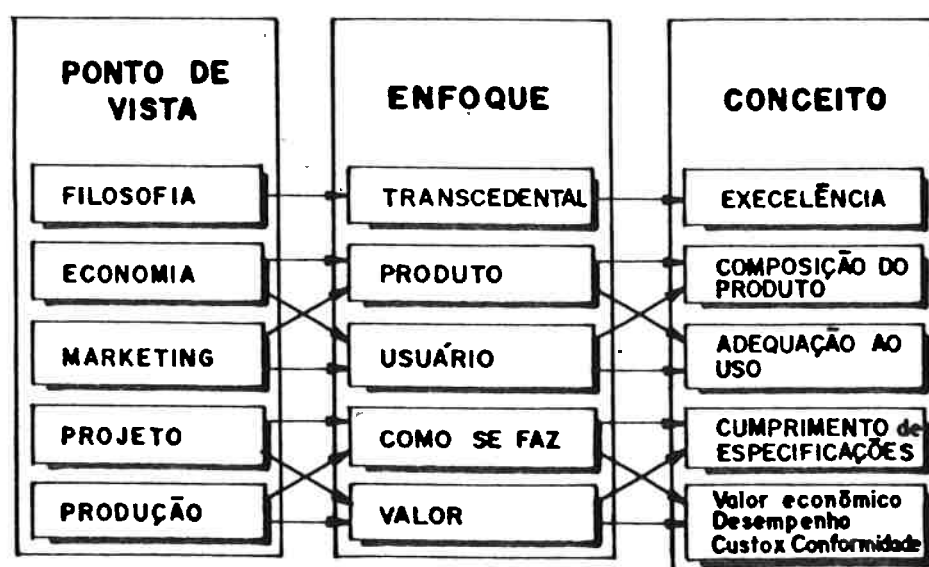 PONTO DE
VISTA
FILOSOFIA
ECONOMIA
MARKETING
PROJETO
PRODUÇÃO
ENFOQUE
TRANSCEDENTAL
PRODUTO
USUÁRIO
COMO SE FAZ
VALOR
CONCEITO
EXECELÊNCIA
COMPOSIÇÃO DO
PRODUTO
ADEQUAÇÃO AO
USO
CUMPRIMENTO de
ESPECIFICAÇÕES
Valor econômico
Desempenho
Custo x Conformidade